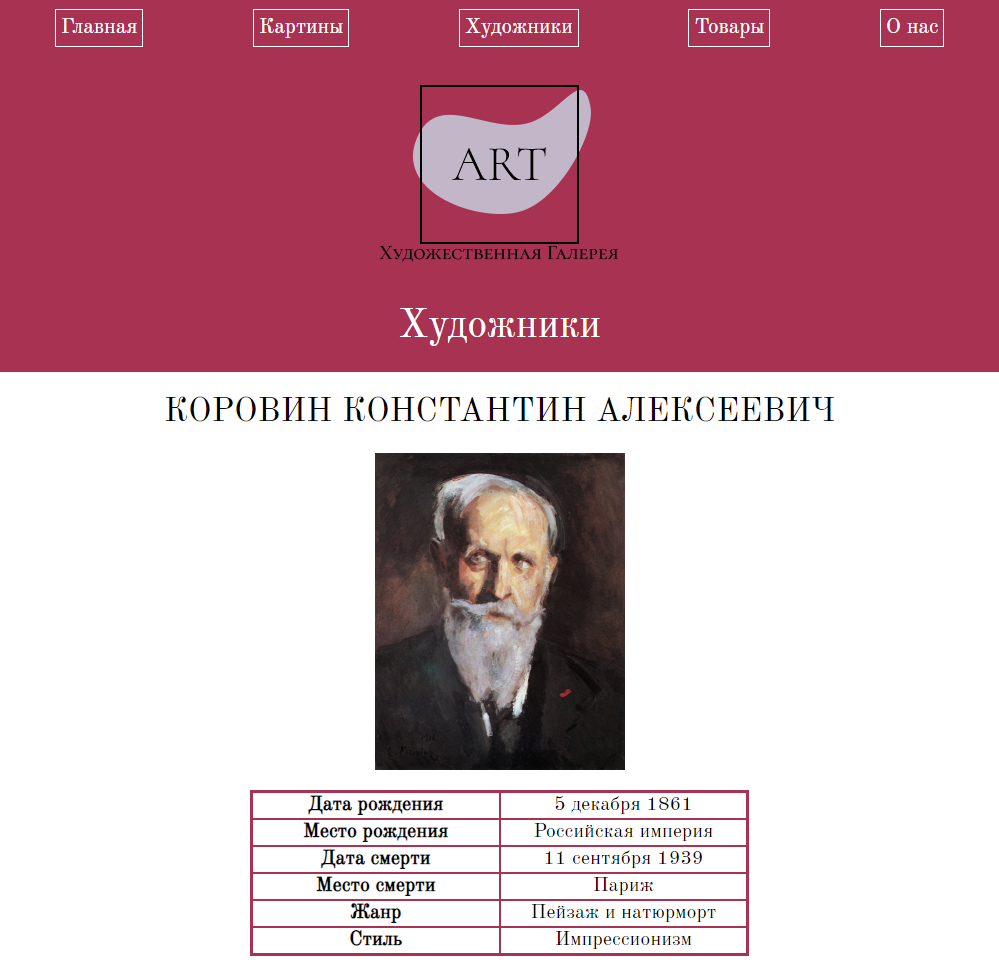 Главная Картины Художники Товары О нас
ART
Художественная Галерея
Художники
КОРОВИН КОНСТАНТИН АЛЕКСЕЕВИЧ
Дата рождения 5 декабря 1861
Место рождения Российская империя
Дата смерти 11 сентября 1939
Место смерти Париж
Жанр Пейзаж и натюрморт
Стиль Импрессионизм